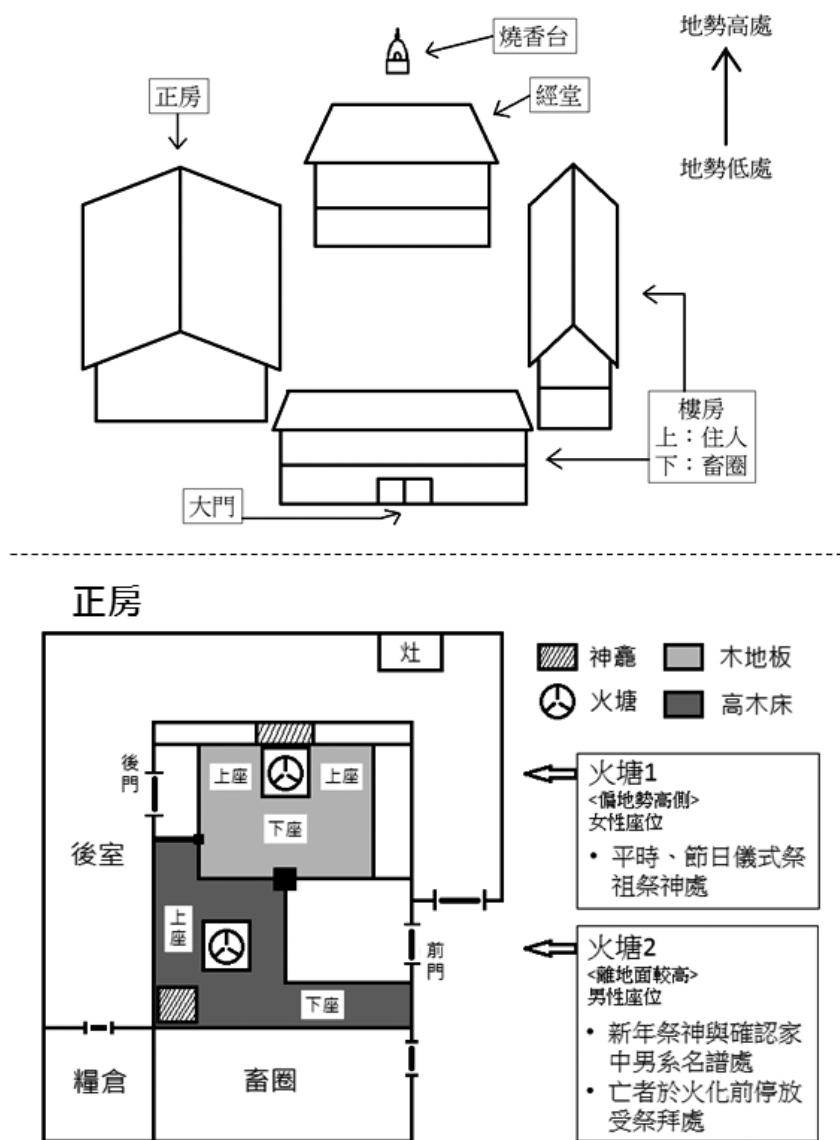 燒香台
地勢高處
正房
經堂
地勢低處
樓房
上：住人
下：畜圈
大門
正房
灶
神龕
木地板
火塘
高木床
後門
上座
上座
下座
火塘1
<偏地勢高側>
女性座位
• 平時、節日儀式祭
祖祭神處
後室
上座
前門
下座
火塘2
<離地面較高>
男性座位
• 新年祭神與確認家
中男系名譜處
• 亡者於火化前停放
受祭拜處
糧倉
畜圈